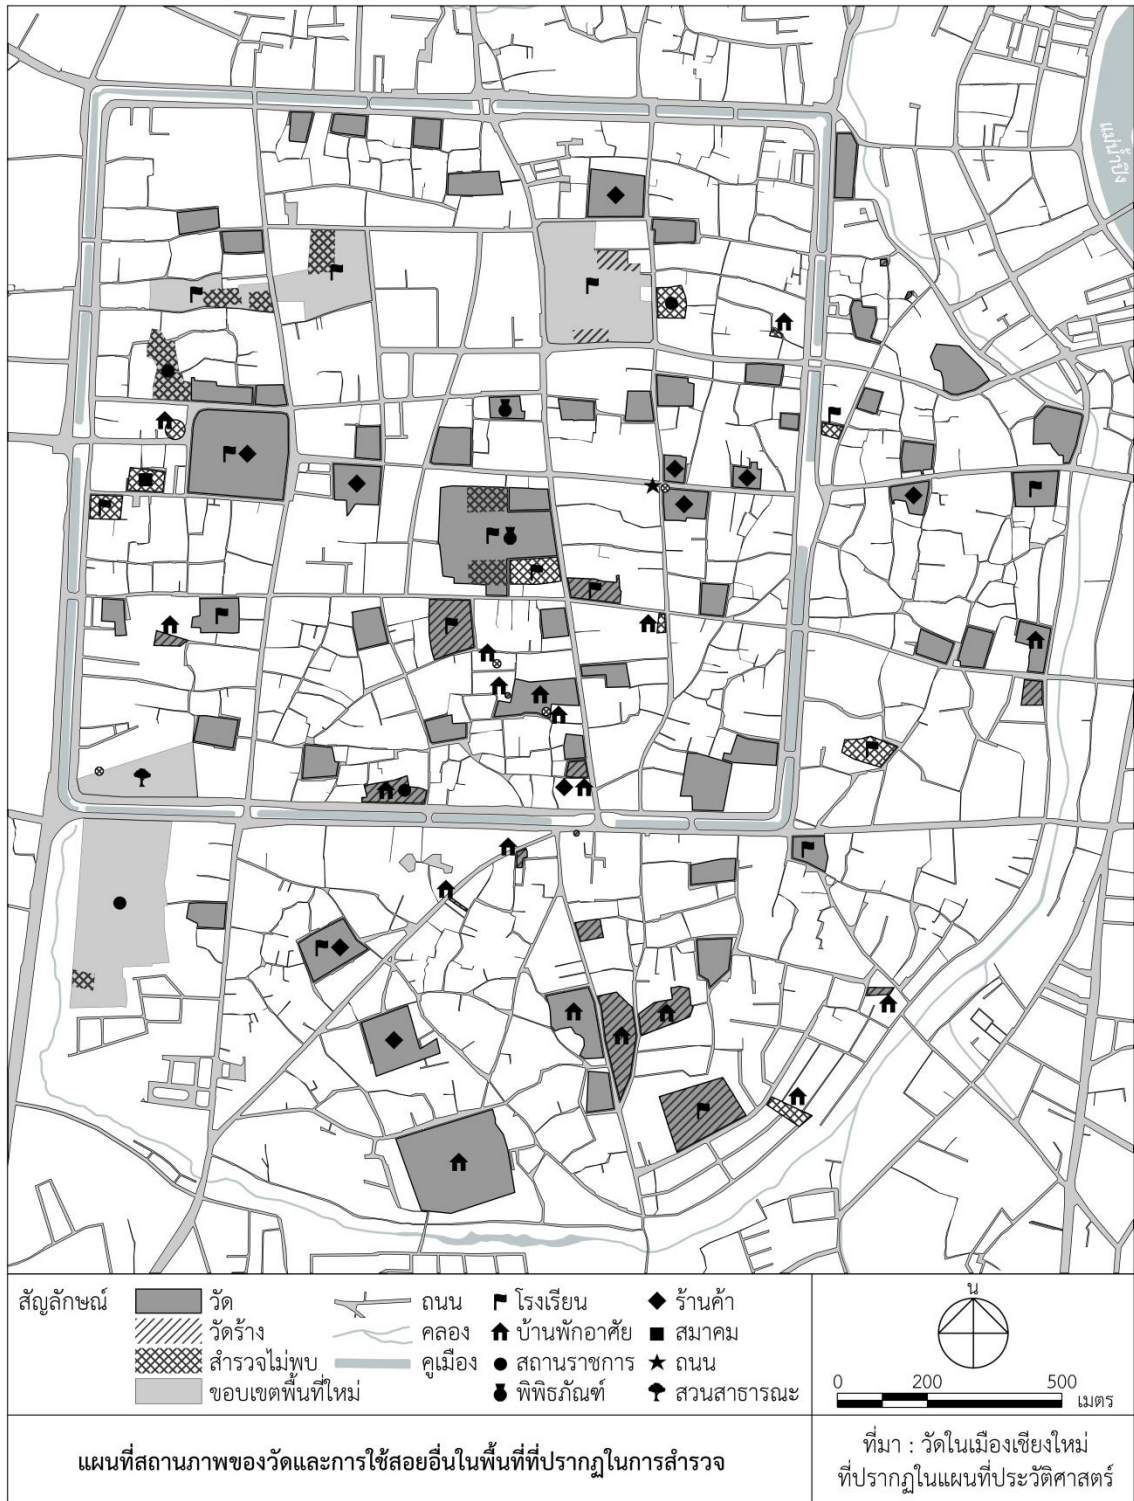 แม่น้ำปิง
สัญลักษณ์
วัด
วัดร้าง
สำรวจไม่พบ
ขอบเขตพื้นที่ใหม่
ถนน
คลอง
คูเมือง
โรงเรียน
บ้านพักอาศัย
สถานราชการ
พิพิธภัณฑ์
ร้านค้า
สมาคม
ถนน
สวนสาธารณะ
น
0 200 500
เมตร
แผนที่สถานภาพของวัดและการใช้สอยอื่นในพื้นที่ที่ปรากฏในการสำรวจ
ที่มา : วัดในเมืองเชียงใหม่
ที่ปรากฏในแผนที่ประวัติศาสตร์